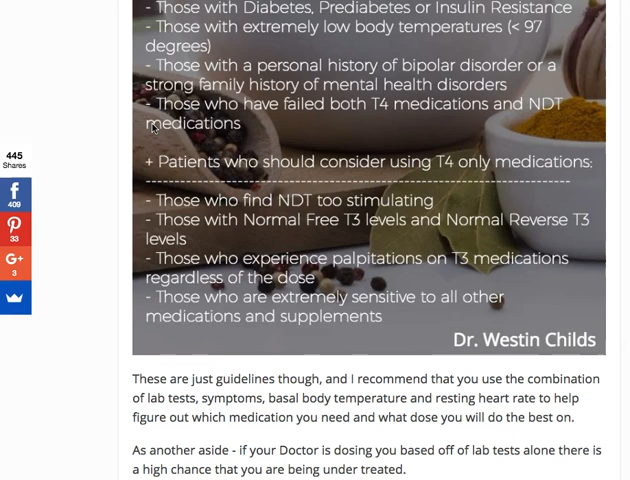 - Those with Diabetes, Prediabetes or Insulin Resistance
- Those with extremely low body temperatures (< 97
degrees)
- Those with a personal history of bipolar disorder or a
strong family history of mental health disorders
- Those who have failed both T4 medications and NDT
medications
+ Patients who should consider using T4 only medications:
--------------------------------------------------------------------
- Those who find NDT too stimulating
- Those with Normal Free T3 levels and Normal Reverse T3
levels
- Those who experience palpitations on T3 medications
regardless of the dose
- Those who are extremely sensitive to all other
medications and supplements
Dr. Westin Childs
445
Shares
f
409
33
G+
3
These are just guidelines though, and I recommend that you use the combination
of lab tests, symptoms, basal body temperature and resting heart rate to help
figure out which medication you need and what dose you will do the best on.
As another aside - if your Doctor is dosing you based off of lab tests alone there is
a high chance that you are being under treated.